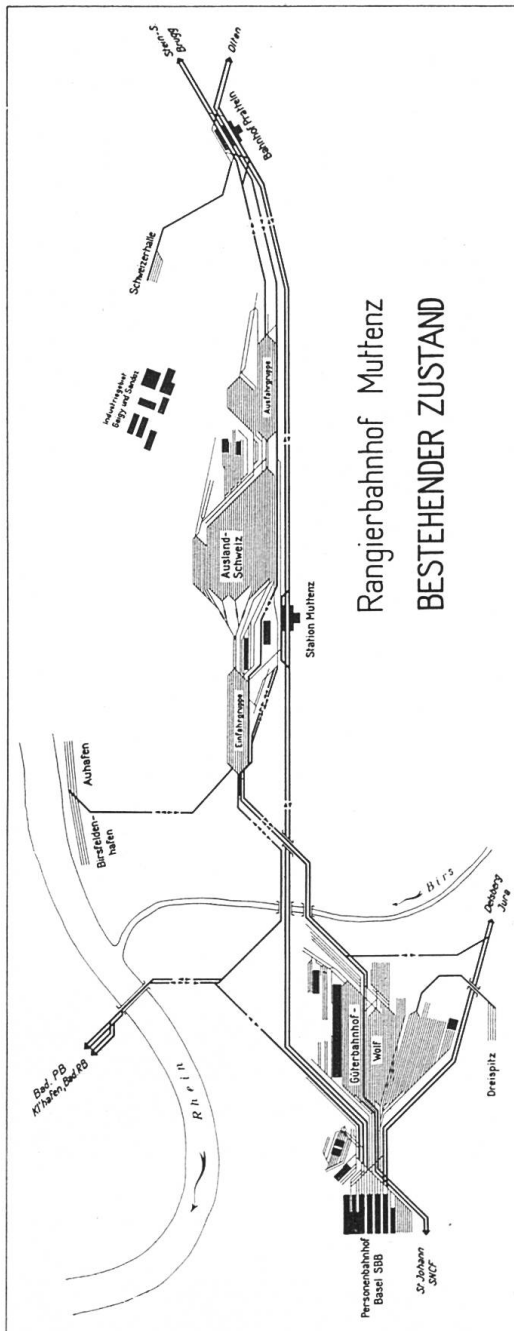 Stein-S.
Brugg
Olten
Bahnhof Pratteln
Schweizerhalle
Industriegebiet
Geigy und Sandoz
Ausfahrgruppe
Ausland-
Schweiz
Rangierbahnhof Muttenz
BESTEHENDER ZUSTAND
Station Muttenz
Einfahrgruppe
Auhafen
Birsfelden-
hafen
Birs
Delsberg
Jura
Bad. PB
Kl'hafen, Bad. RB
Rhein
Güterbahnhof-
Wolf
Dreispitz
Personenbahnhof
Basel SBB
St Johann
SNCF